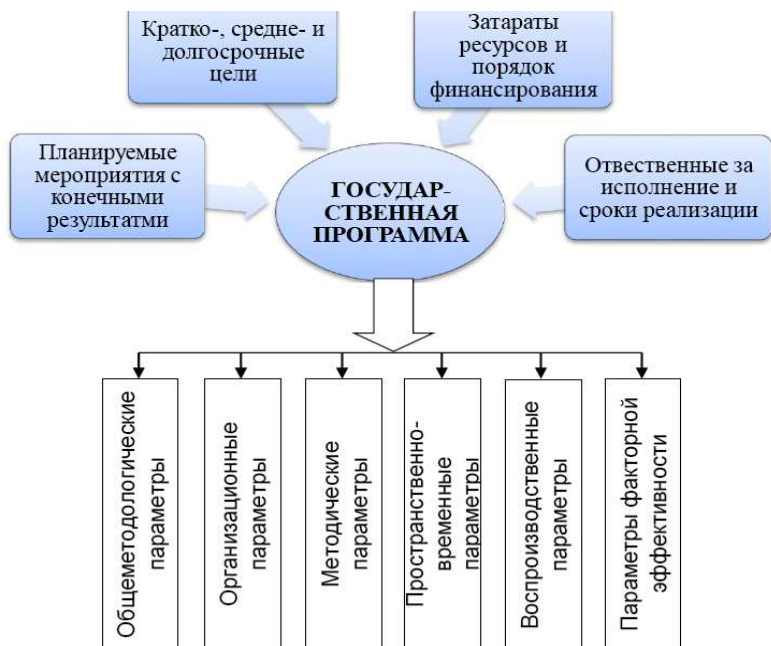 Кратко-, средне- и
долгосрочные
цели
Затараты
ресурсов и
порядок
финансирования
Планируемые
мероприятия с
конечными
результатми
ГОСУДАР-
СТВЕННАЯ
ПРОГРАММА
Отвественные за
исполнение и
сроки реализации
Общеметодологические
параметры
Организационные
параметры
Методические
параметры
Пространственно-
временные
параметры
Воспроизводственные
параметры
Параметры факторной
эффективности